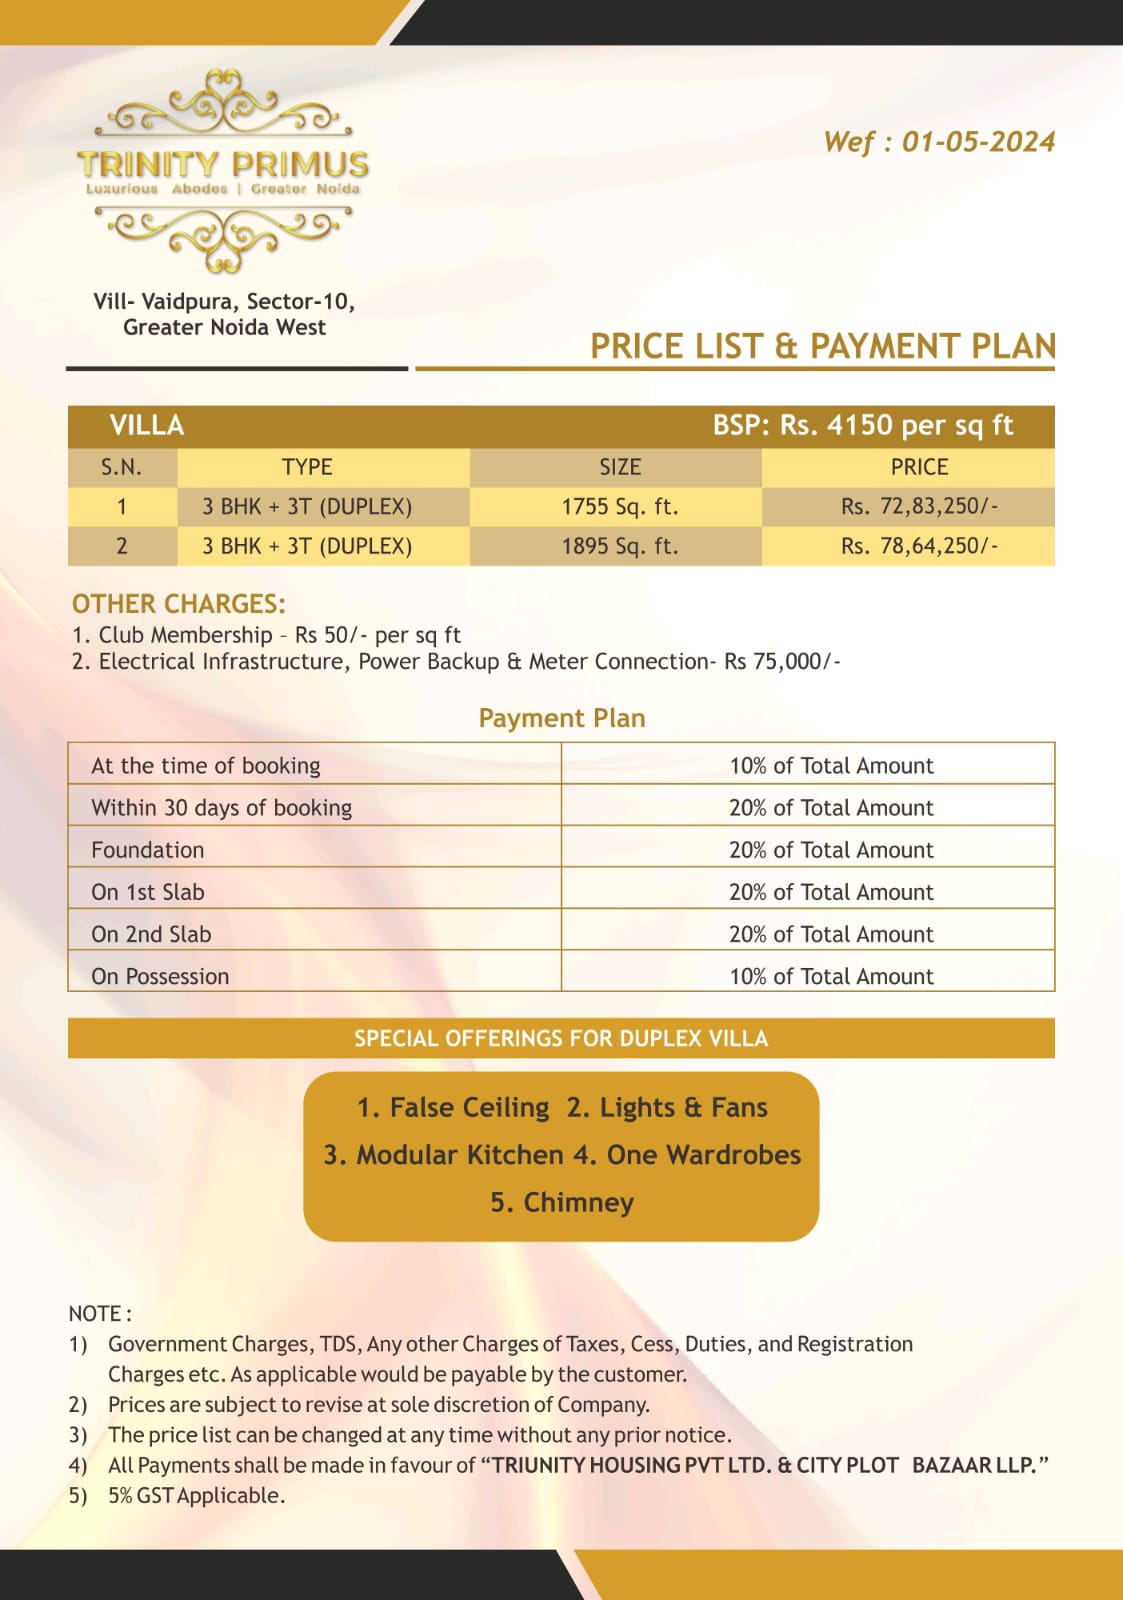 TRINITY PRIMUS
Luxurious Abodes | Greater Noida
Vill- Vaidpura, Sector-10,
Greater Noida West
Wef : 01-05-2024
PRICE LIST & PAYMENT PLAN
VILLA BSP: Rs. 4150 per sq ft
S.N. TYPE SIZE PRICE
1 3 BHK + 3T (DUPLEX) 1755 Sq. ft. Rs. 72,83,250/-
2 3 BHK + 3T (DUPLEX) 1895 Sq. ft. Rs. 78,64,250/-
OTHER CHARGES:
1. Club Membership - Rs 50/- per sq ft
2. Electrical Infrastructure, Power Backup & Meter Connection- Rs 75,000/-
Payment Plan
At the time of booking 10% of Total Amount
Within 30 days of booking 20% of Total Amount
Foundation 20% of Total Amount
On 1st Slab 20% of Total Amount
On 2nd Slab 20% of Total Amount
On Possession 10% of Total Amount
SPECIAL OFFERINGS FOR DUPLEX VILLA
1. False Ceiling 2. Lights & Fans
3. Modular Kitchen 4. One Wardrobes
5. Chimney
NOTE :
1) Government Charges, TDS, Any other Charges of Taxes, Cess, Duties, and Registration
Charges etc. As applicable would be payable by the customer.
2) Prices are subject to revise at sole discretion of Company.
3) The price list can be changed at any time without any prior notice.
4) All Payments shall be made in favour of “TRIUNITY HOUSING PVT LTD. & CITY PLOT BAZAAR LLP.”
5) 5% GST Applicable.